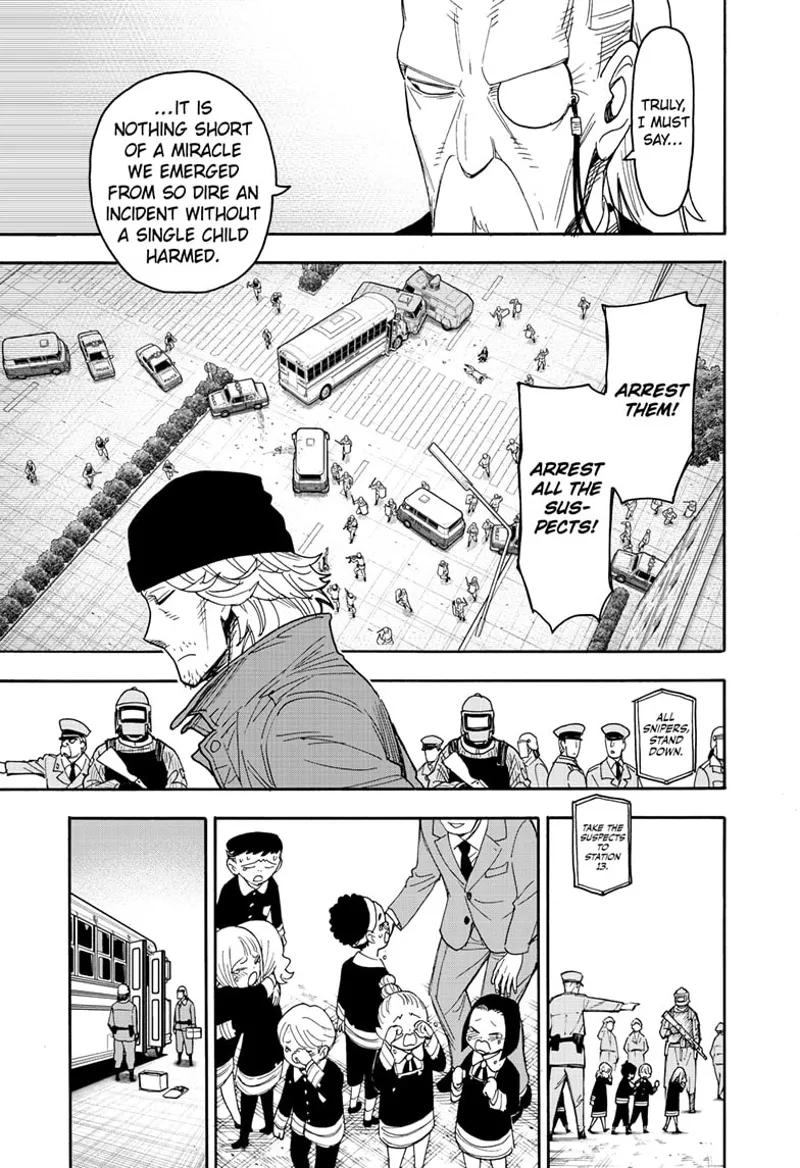 TRULY,
I MUST
SAY...
...IT IS
NOTHING SHORT
OF A MIRACLE
WE EMERGED
FROM SO DIRE AN
INCIDENT WITHOUT
A SINGLE CHILD
HARMED.
ARREST
THEM!
ARREST
ALL THE
SUS-
PECTS!
ALL
SNIPERS,
STAND
DOWN.
TAKE THE
SUSPECTS
TO
STATION
13.